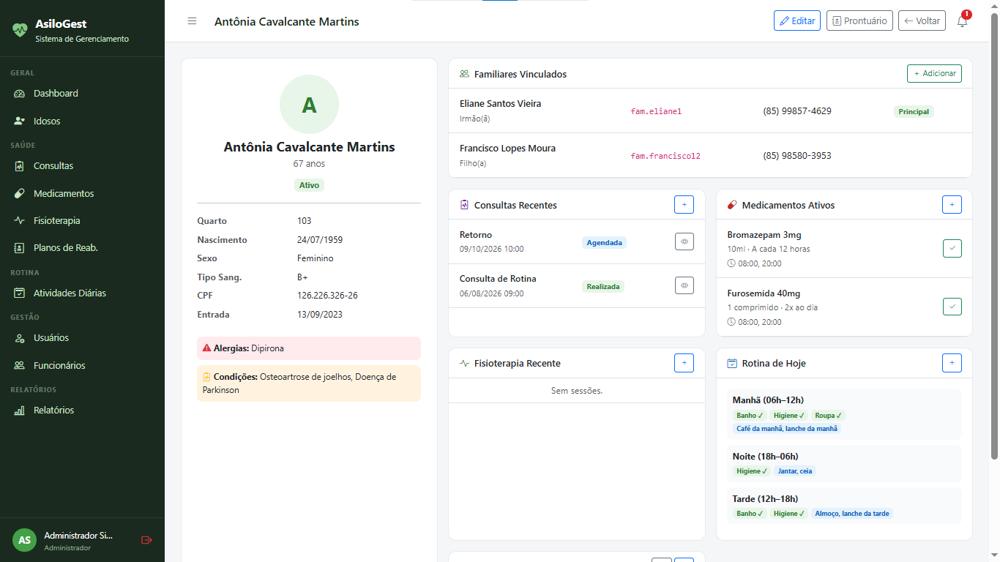 AsiloGest
Sistema de Gerenciamento
GERAL
Dashboard
Idosos
SAÚDE
Consultas
Medicamentos
Fisioterapia
Planos de Reab.
ROTINA
Atividades Diárias
GESTÃO
Usuários
Funcionários
RELATÓRIOS
Relatórios
AS
Administrador Si...
Administrador
Antônia Cavalcante Martins
Editar
Prontuário
Voltar
1
A
Antônia Cavalcante Martins
67 anos
Ativo
Quarto 103
Nascimento 24/07/1959
Sexo Feminino
Tipo Sang. B+
CPF 126.226.326-26
Entrada 13/09/2023
Alergias: Dipirona
Condições: Osteoartrose de joelhos, Doença de
Parkinson
Familiares Vinculados
+ Adicionar
Eliane Santos Vieira
Irmão(ã)
fam.eliane1
(85) 99857-4629
Principal
Francisco Lopes Moura
Filho(a)
fam.francisco12
(85) 98580-3953
Consultas Recentes
+
Retorno
09/10/2026 10:00
Agendada
Consulta de Rotina
06/08/2026 09:00
Realizada
Medicamentos Ativos
+
Bromazepam 3mg
10ml · A cada 12 horas
08:00, 20:00
Furosemida 40mg
1 comprimido · 2x ao dia
08:00, 20:00
Fisioterapia Recente
+
Sem sessões.
Rotina de Hoje
+
Manhã (06h–12h)
Banho ✓ Higiene ✓ Roupa ✓
Café da manhã, lanche da manhã
Noite (18h–06h)
Higiene ✓ Jantar, ceia
Tarde (12h–18h)
Banho ✓ Higiene ✓ Almoço, lanche da tarde